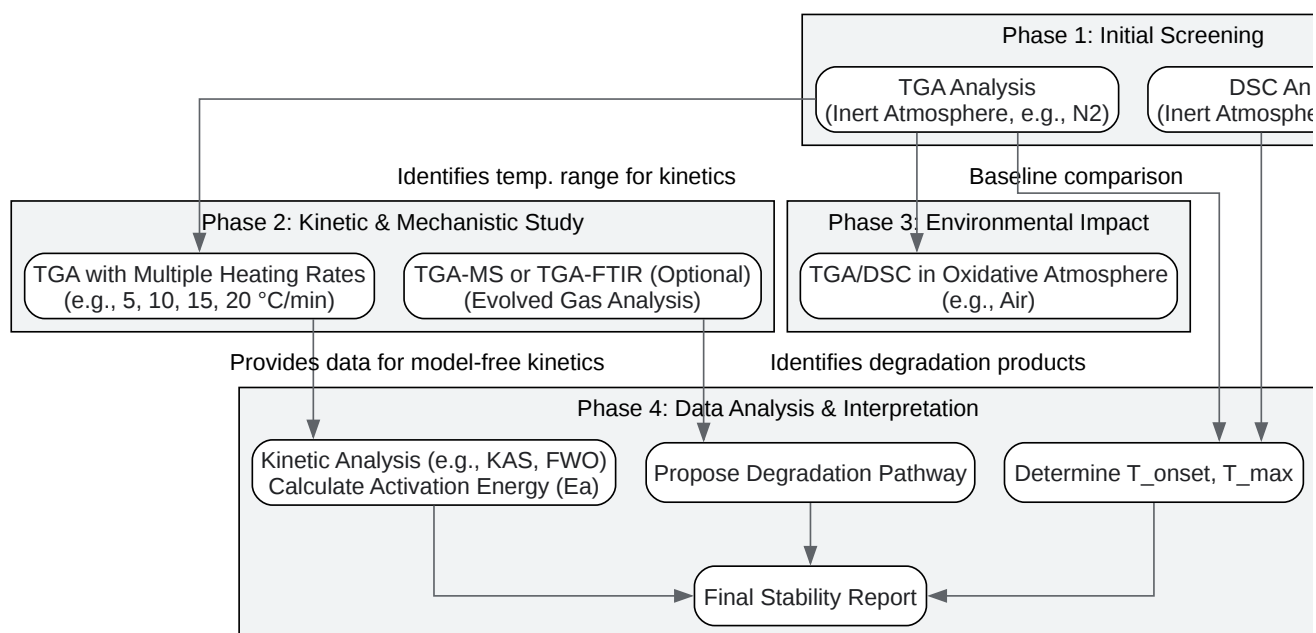 Phase 1: Initial Screening
TGA Analysis
(Inert Atmosphere, e.g., N2)
DSC An
(Inert Atmosphe
Identifies temp. range for kinetics
Baseline comparison
Phase 2: Kinetic & Mechanistic Study
TGA with Multiple Heating Rates
(e.g., 5, 10, 15, 20 °C/min)
TGA-MS or TGA-FTIR (Optional)
(Evolved Gas Analysis)
Phase 3: Environmental Impact
TGA/DSC in Oxidative Atmosphere
(e.g., Air)
Provides data for model-free kinetics
Identifies degradation products
Phase 4: Data Analysis & Interpretation
Kinetic Analysis (e.g., KAS, FWO)
Calculate Activation Energy (Ea)
Propose Degradation Pathway
Determine T_onset, T_max
Final Stability Report